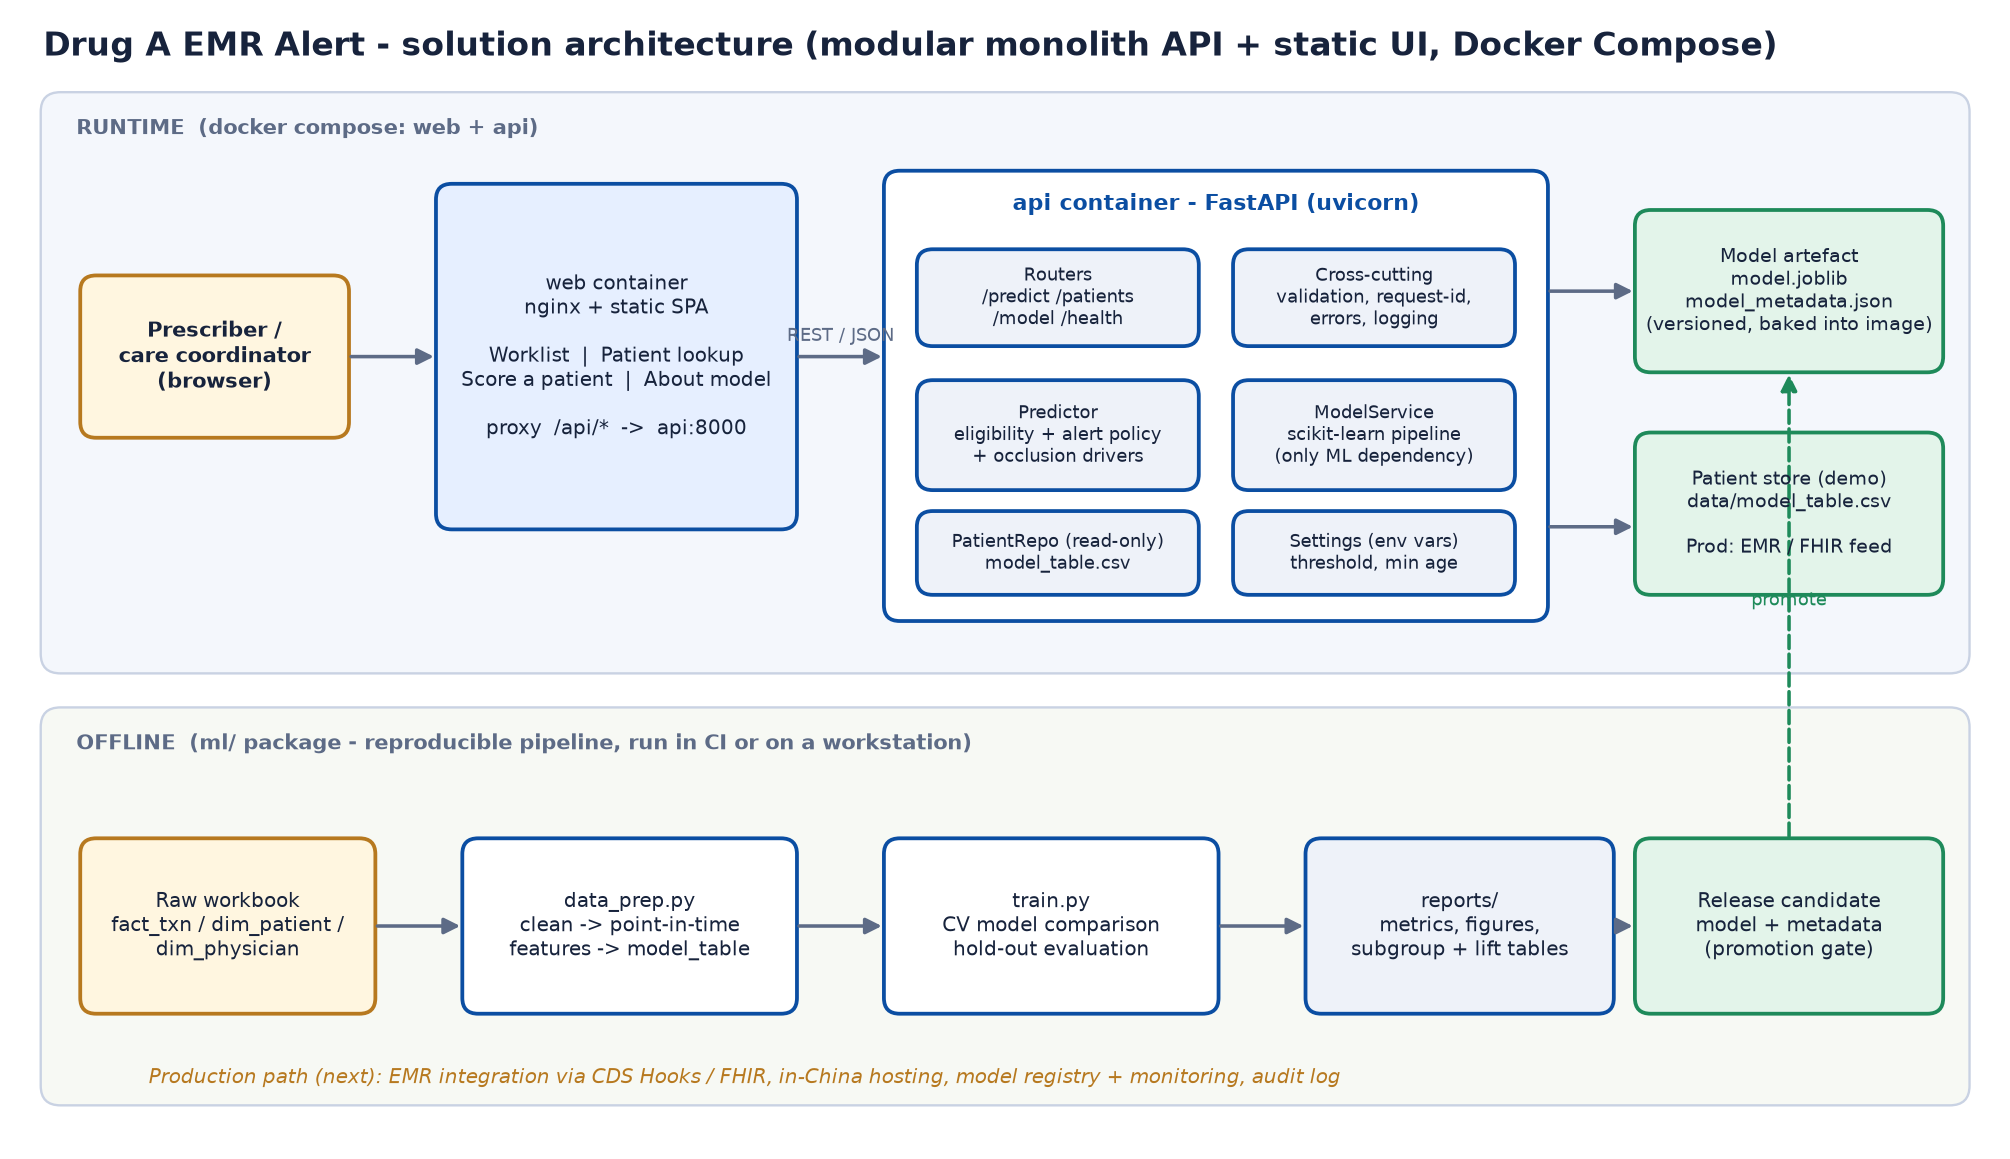 Drug A EMR Alert - solution architecture (modular monolith API + static UI, Docker Compose)
RUNTIME  (docker compose: web + api)
Prescriber /
care coordinator
(browser)
web container
nginx + static SPA
Worklist  |  Patient lookup
Score a patient  |  About model
proxy  /api/*  ->  api:8000
REST / JSON
api container - FastAPI (uvicorn)
Routers
/predict /patients
/model /health
Cross-cutting
validation, request-id,
errors, logging
Predictor
eligibility + alert policy
+ occlusion drivers
ModelService
scikit-learn pipeline
(only ML dependency)
PatientRepo (read-only)
model_table.csv
Settings (env vars)
threshold, min age
Model artefact
model.joblib
model_metadata.json
(versioned, baked into image)
Patient store (demo)
data/model_table.csv
Prod: EMR / FHIR feed
promote
OFFLINE  (ml/ package - reproducible pipeline, run in CI or on a workstation)
Raw workbook
fact_txn / dim_patient /
dim_physician
data_prep.py
clean -> point-in-time
features -> model_table
train.py
CV model comparison
hold-out evaluation
reports/
metrics, figures,
subgroup + lift tables
Release candidate
model + metadata
(promotion gate)
Production path (next): EMR integration via CDS Hooks / FHIR, in-China hosting, model registry + monitoring, audit log